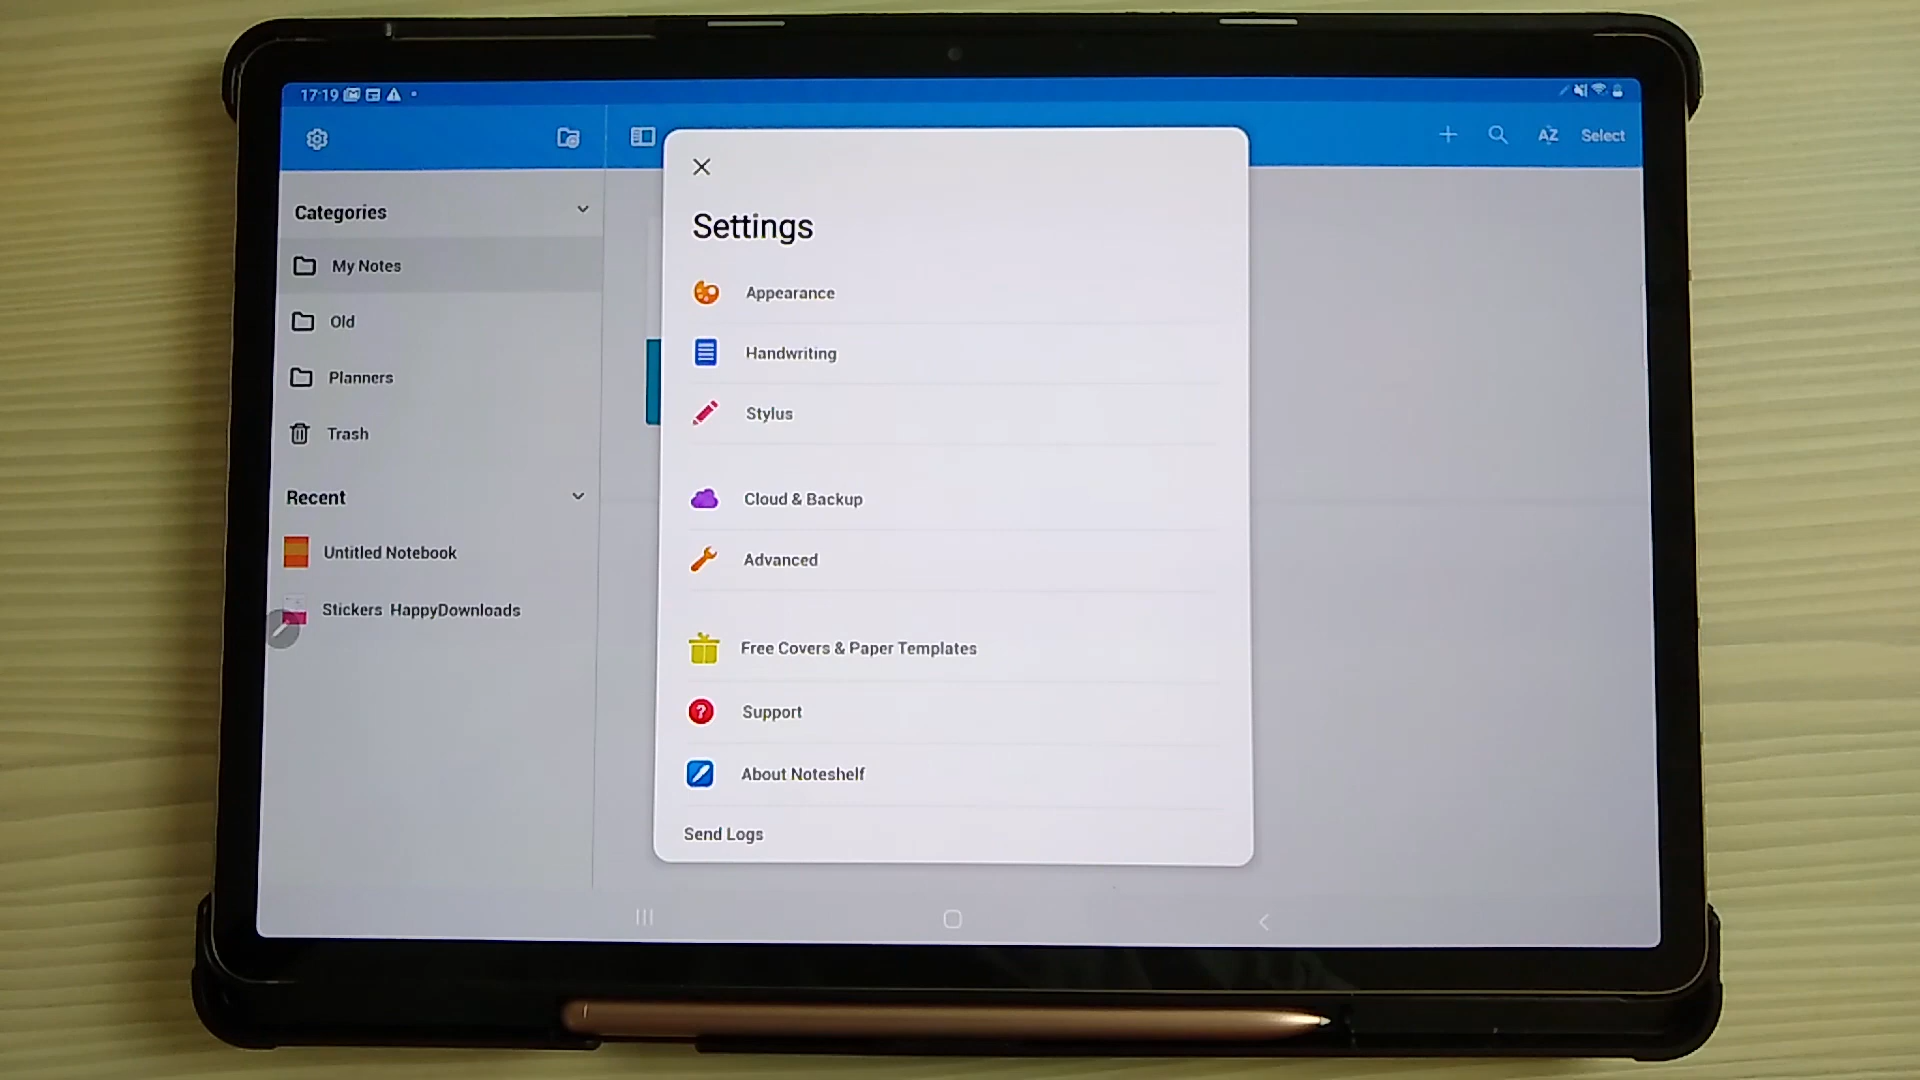 17:19
Select
Categories
My Notes
Old
Planners
Trash
Recent
Untitled Notebook
Stickers HappyDownloads
Settings
Appearance
Handwriting
Stylus
Cloud & Backup
Advanced
Free Covers & Paper Templates
Support
About Noteshelf
Send Logs